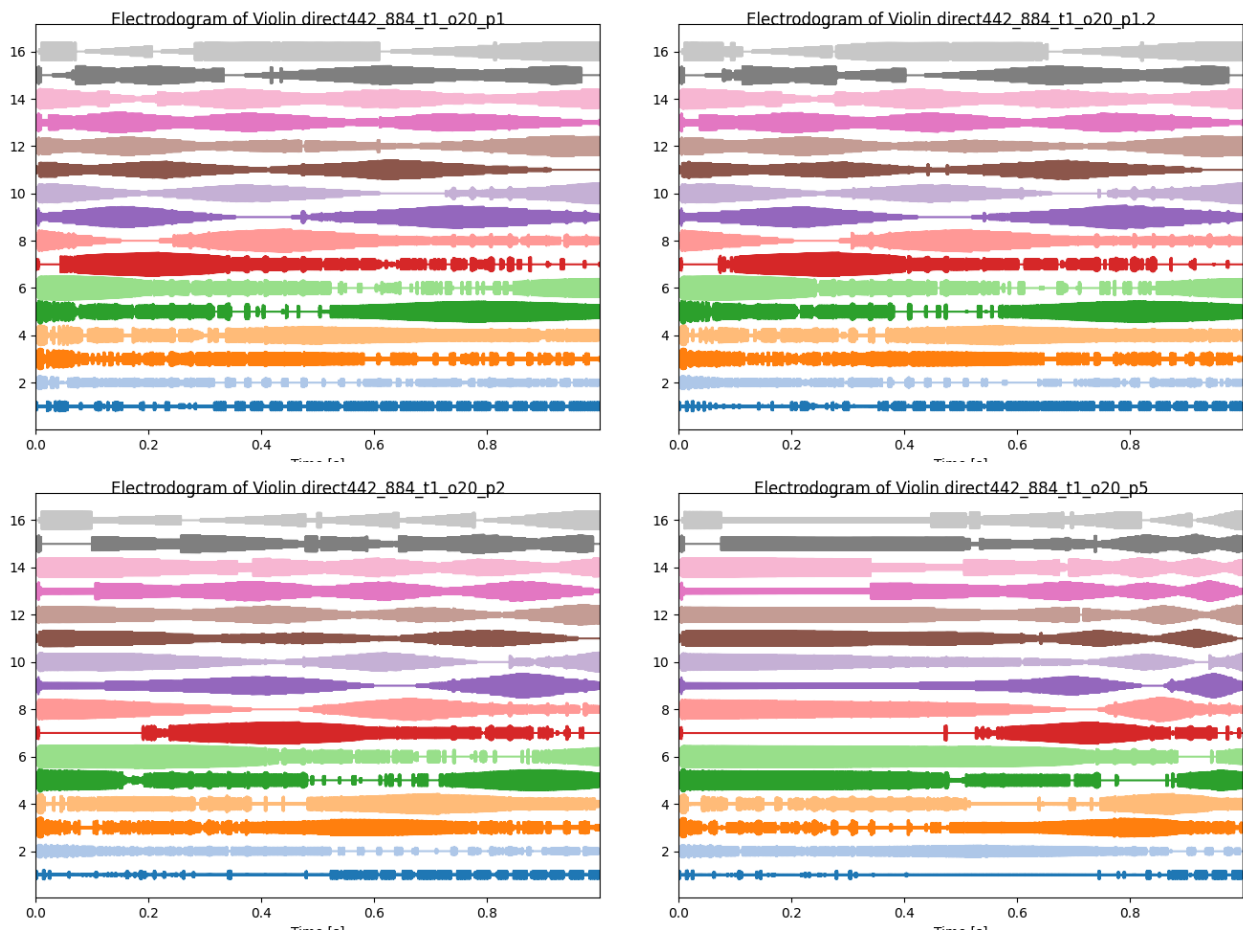 Electrodogram of Violin direct442_884_t1_o20_p1
16
14
12
10
8
6
4
2
0.0 0.2 0.4 0.6 0.8
Time [s]
Electrodogram of Violin direct442_884_t1_o20_p1.2
16
14
12
10
8
6
4
2
0.0 0.2 0.4 0.6 0.8
Time [s]
Electrodogram of Violin direct442_884_t1_o20_p2
16
14
12
10
8
6
4
2
0.0 0.2 0.4 0.6 0.8
Time [s]
Electrodogram of Violin direct442_884_t1_o20_p5
16
14
12
10
8
6
4
2
0.0 0.2 0.4 0.6 0.8
Time [s]